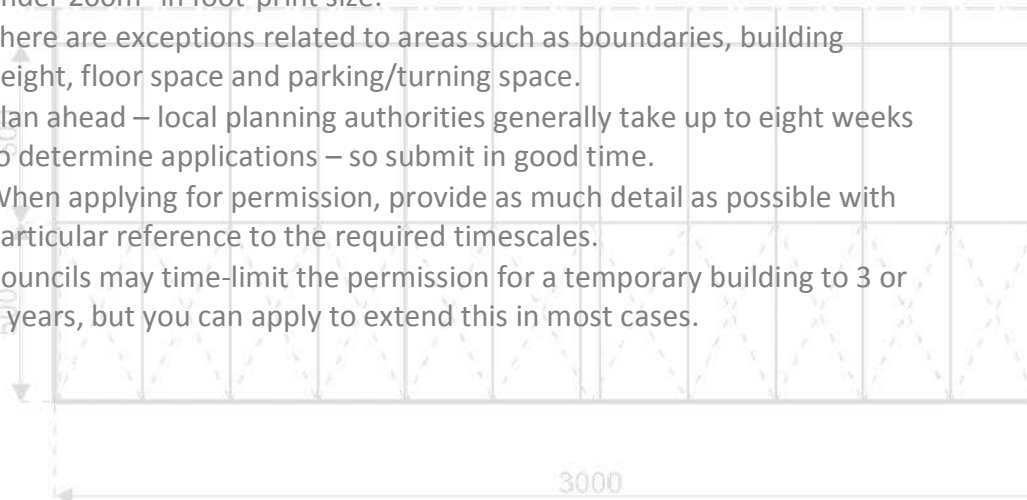 nder 200m² in foot-print size.
here are exceptions related to areas such as boundaries, building
eight, floor space and parking/turning space.
lan ahead – local planning authorities generally take up to eight weeks
o determine applications – so submit in good time.
When applying for permission, provide as much detail as possible with
articular reference to the required timescales.
ouncils may time-limit the permission for a temporary building to 3 or
years, but you can apply to extend this in most cases.
3000